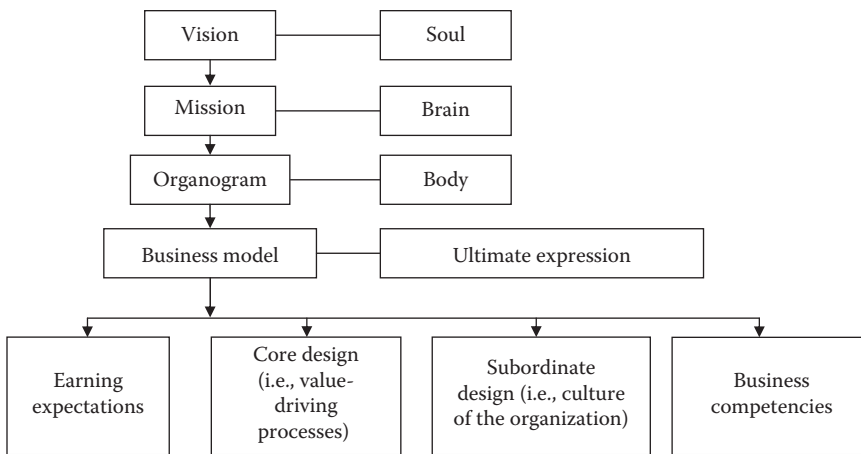 Vision
Soul
Mission
Brain
Organogram
Body
Business model
Ultimate expression
Earning
expectations
Core design
(i.e., value-
driving
processes)
Subordinate
design (i.e., culture
of the organization)
Business
competencies